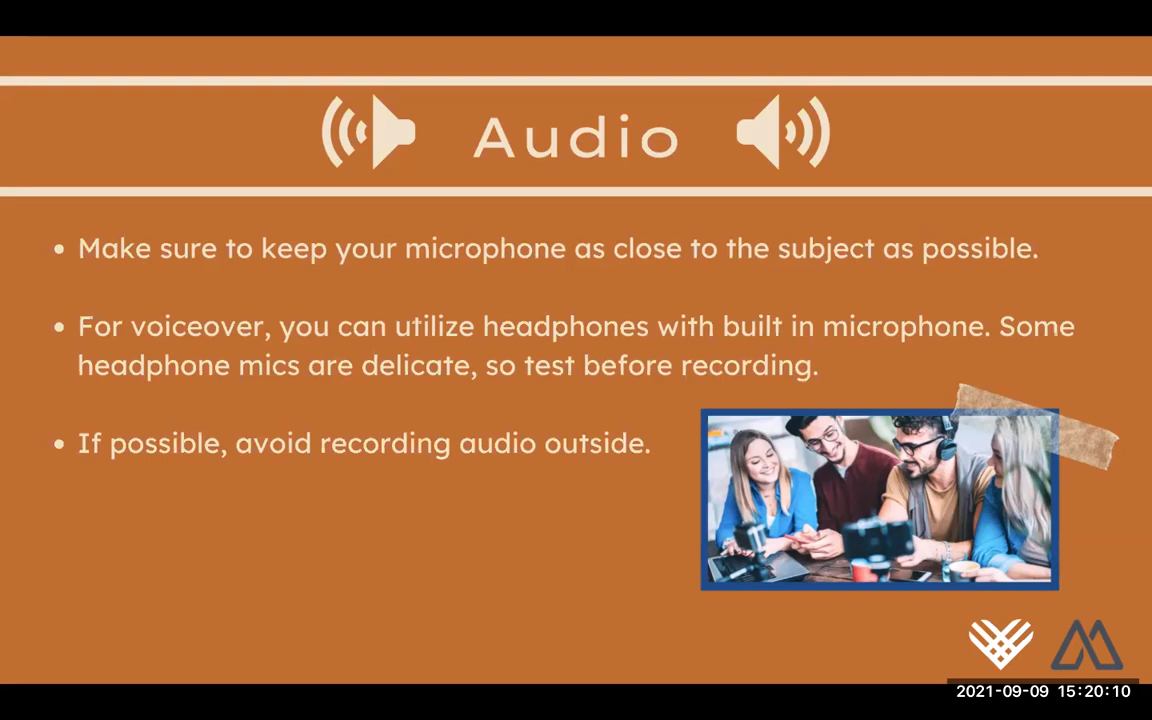 Audio
• Make sure to keep your microphone as close to the subject as possible.
• For voiceover, you can utilize headphones with built in microphone. Some
headphone mics are delicate, so test before recording.
• If possible, avoid recording audio outside.
2021-09-09 15:20:10